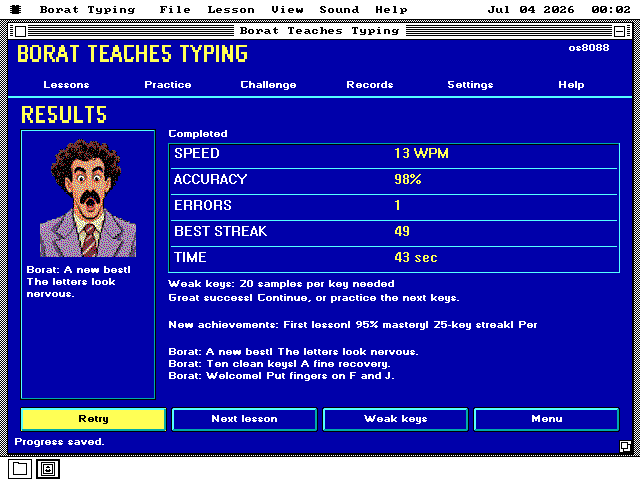 Borat Typing File Lesson View Sound Help Jul 04 2026 00:02
Borat Teaches Typing
BORAT TEACHES TYPING
os8088
Lessons Practice Challenge Records Settings Help
RESULTS
Completed
SPEED 13 WPM
ACCURACY 98%
ERRORS 1
BEST STREAK 49
TIME 43 sec
Borat: A new best!
The letters look
nervous.
Weak keys: 20 samples per key needed
Great success! Continue, or practice the next keys.
New achievements: First lesson! 95% mastery! 25-key streak! Per
Borat: A new best! The letters look nervous.
Borat: Ten clean keys! A fine recovery.
Borat: Welcome! Put fingers on F and J.
Retry Next lesson Weak keys Menu
Progress saved.